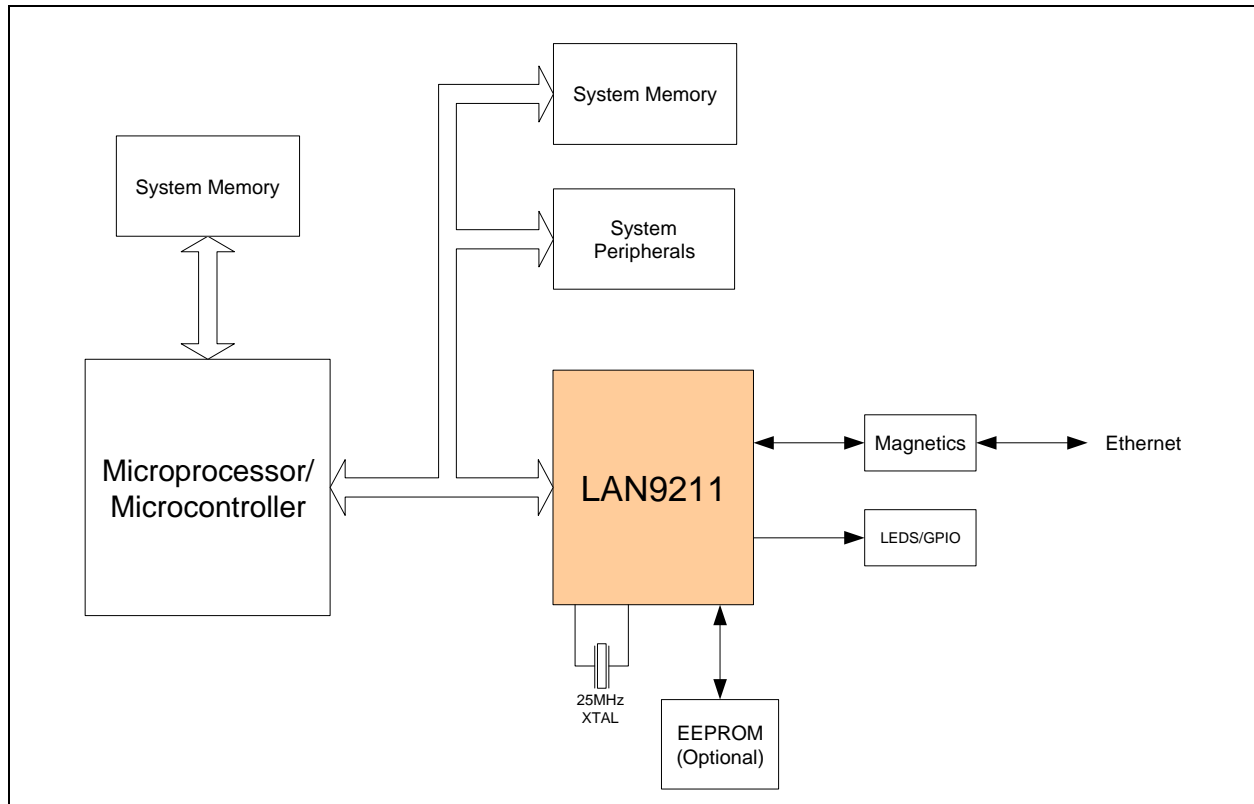 System Memory
System Memory
System
Peripherals
Microprocessor/
Microcontroller
LAN9211
Magnetics
Ethernet
LEDS/GPIO
25MHz
XTAL
EEPROM
(Optional)